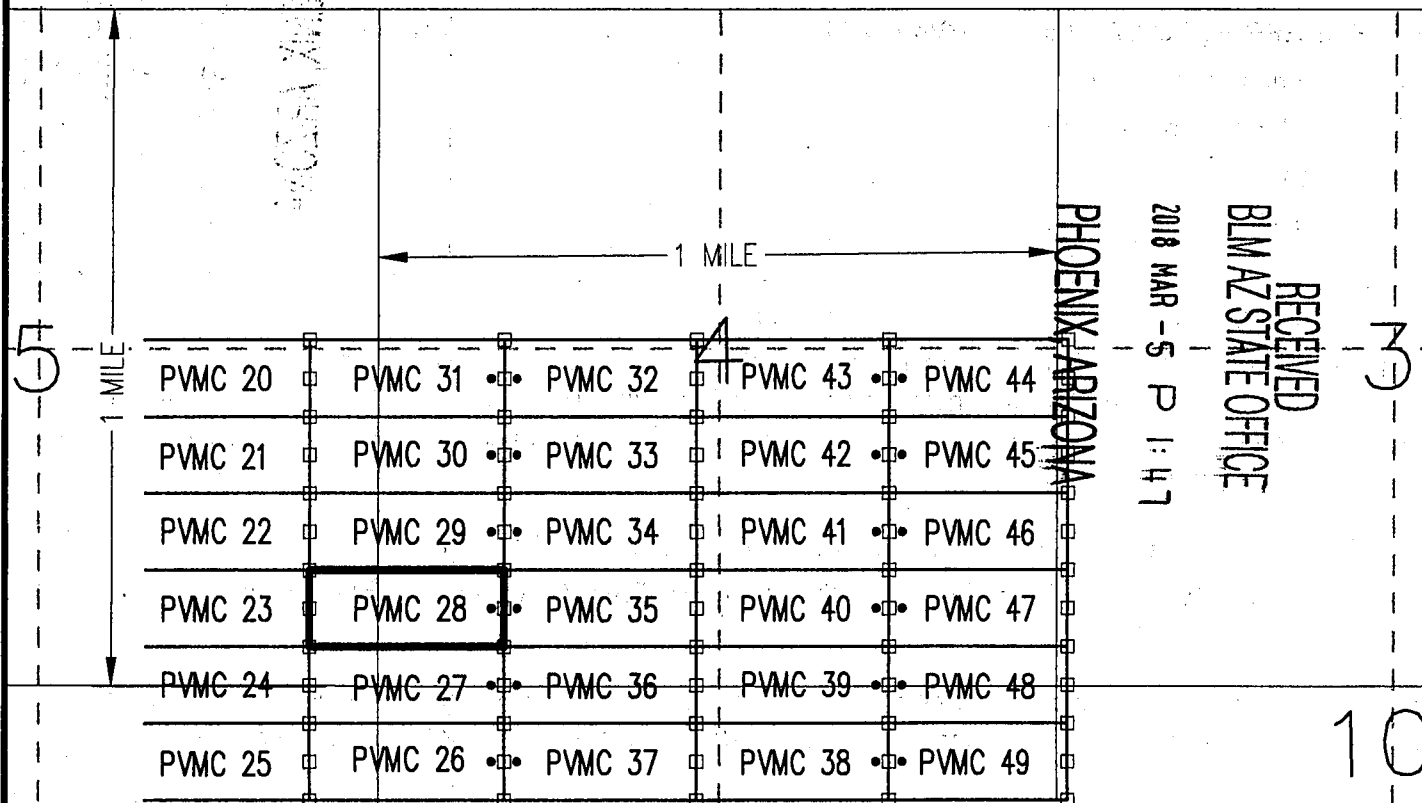 1 MILE
1 MILE
5
4
3
RECEIVED
BLM AZ STATE OFFICE
2018 MAR -5 P 1:47
PHOENIX, ARIZONA
PVMC 20 PVMC 31 PVMC 32 PVMC 43 PVMC 44
PVMC 21 PVMC 30 PVMC 33 PVMC 42 PVMC 45
PVMC 22 PVMC 29 PVMC 34 PVMC 41 PVMC 46
PVMC 23 PVMC 28 PVMC 35 PVMC 40 PVMC 47
PVMC 24 PVMC 27 PVMC 36 PVMC 39 PVMC 48
PVMC 25 PVMC 26 PVMC 37 PVMC 38 PVMC 49
10